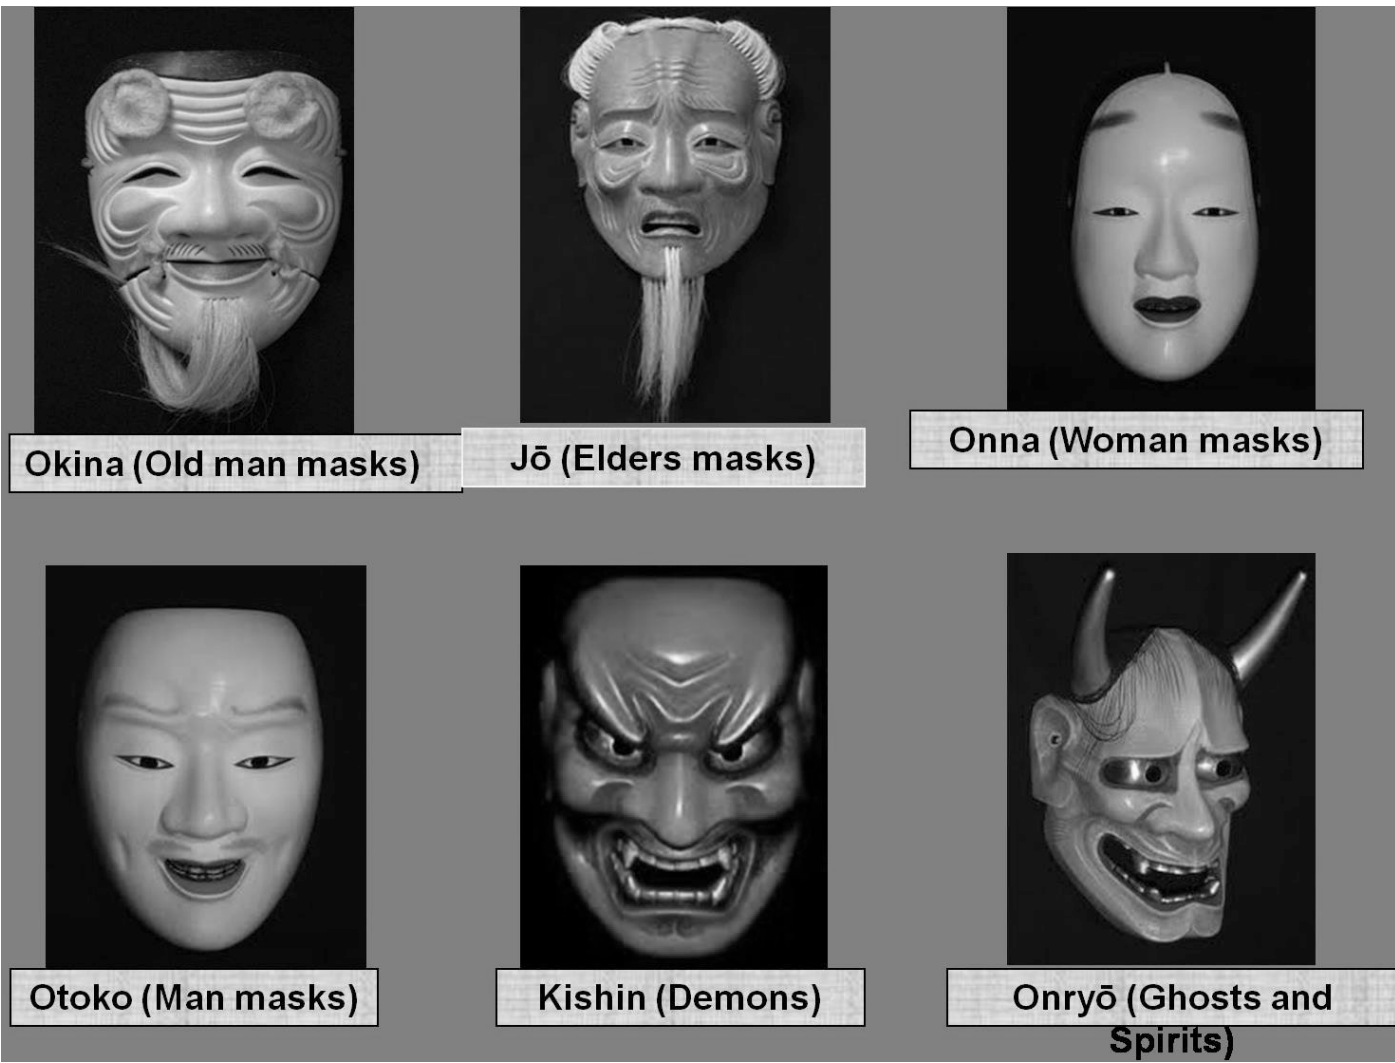 Okina (Old man masks)
Jō (Elders masks)
Onna (Woman masks)
Otoko (Man masks)
Kishin (Demons)
Onryō (Ghosts and
Spirits)